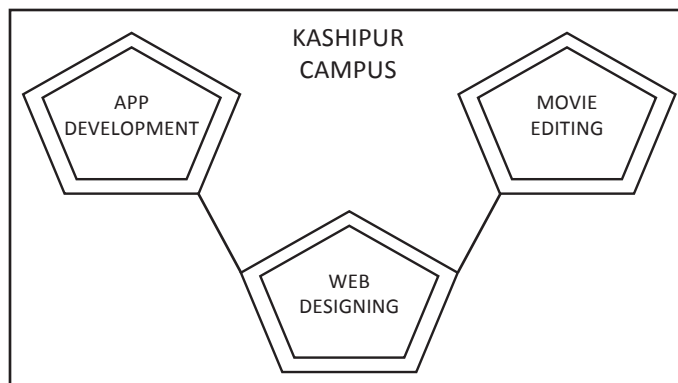 KASHIPUR
CAMPUS
APP
DEVELOPMENT
MOVIE
EDITING
WEB
DESIGNING